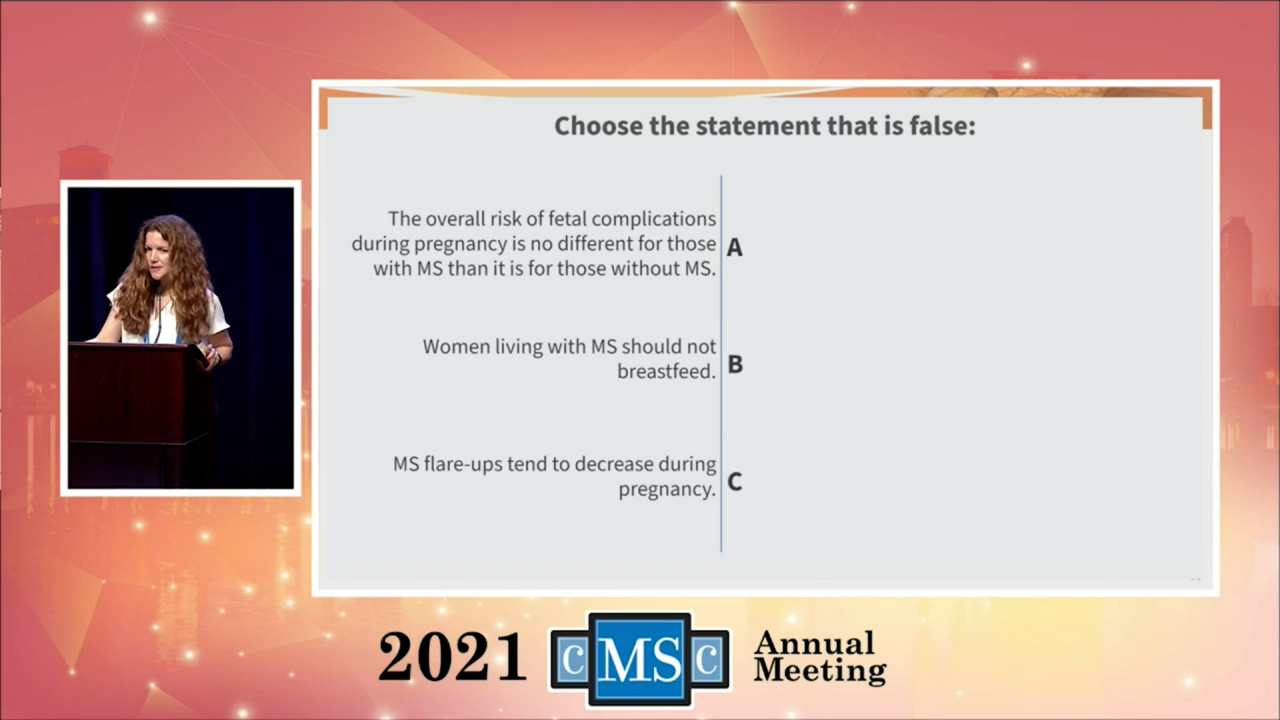 Choose the statement that is false:
The overall risk of fetal complications
during pregnancy is no different for those
with MS than it is for those without MS.
A
Women living with MS should not
breastfeed.
B
MS flare-ups tend to decrease during
pregnancy.
C
2021
C MS C
Annual
Meeting